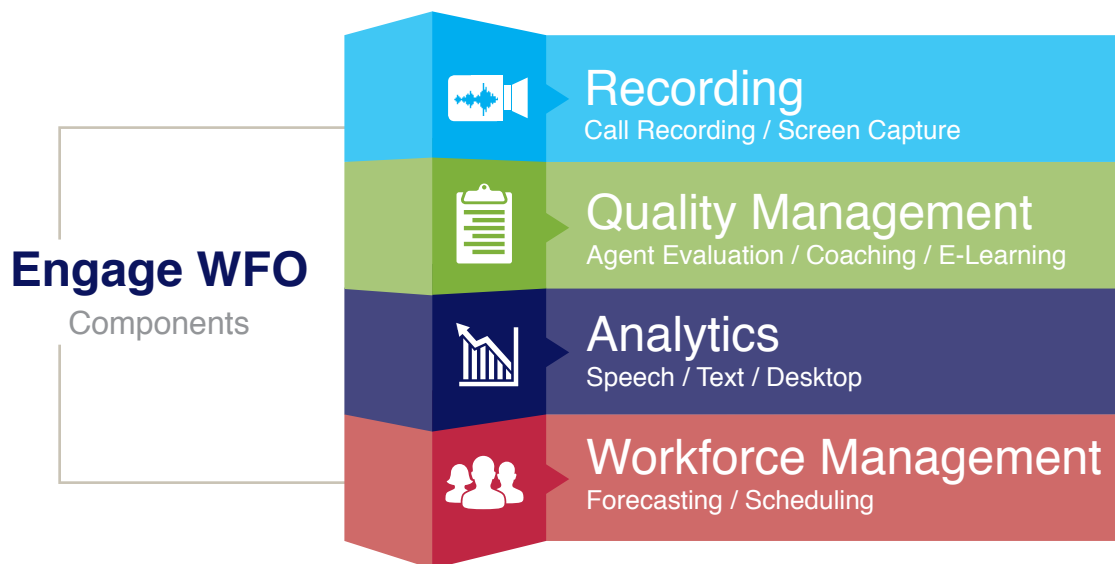 Engage WFO
Components
Recording
Call Recording / Screen Capture
Quality Management
Agent Evaluation / Coaching / E-Learning
Analytics
Speech / Text / Desktop
Workforce Management
Forecasting / Scheduling